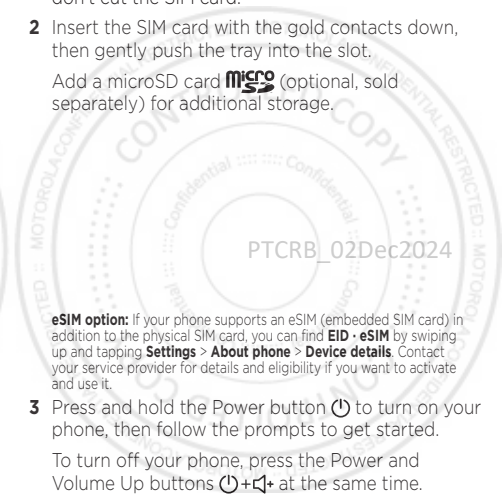 don't cut the SIM card.
2 Insert the SIM card with the gold contacts down,
then gently push the tray into the slot.
Add a microSD card micro SD (optional, sold
separately) for additional storage.
PTCRB_02Dec2024
eSIM option: If your phone supports an eSIM (embedded SIM card) in
addition to the physical SIM card, you can find EID · eSIM by swiping
up and tapping Settings > About phone > Device details. Contact
your service provider for details and eligibility if you want to activate
and use it.
3 Press and hold the Power button to turn on your
phone, then follow the prompts to get started.
To turn off your phone, press the Power and
Volume Up buttons + + at the same time.